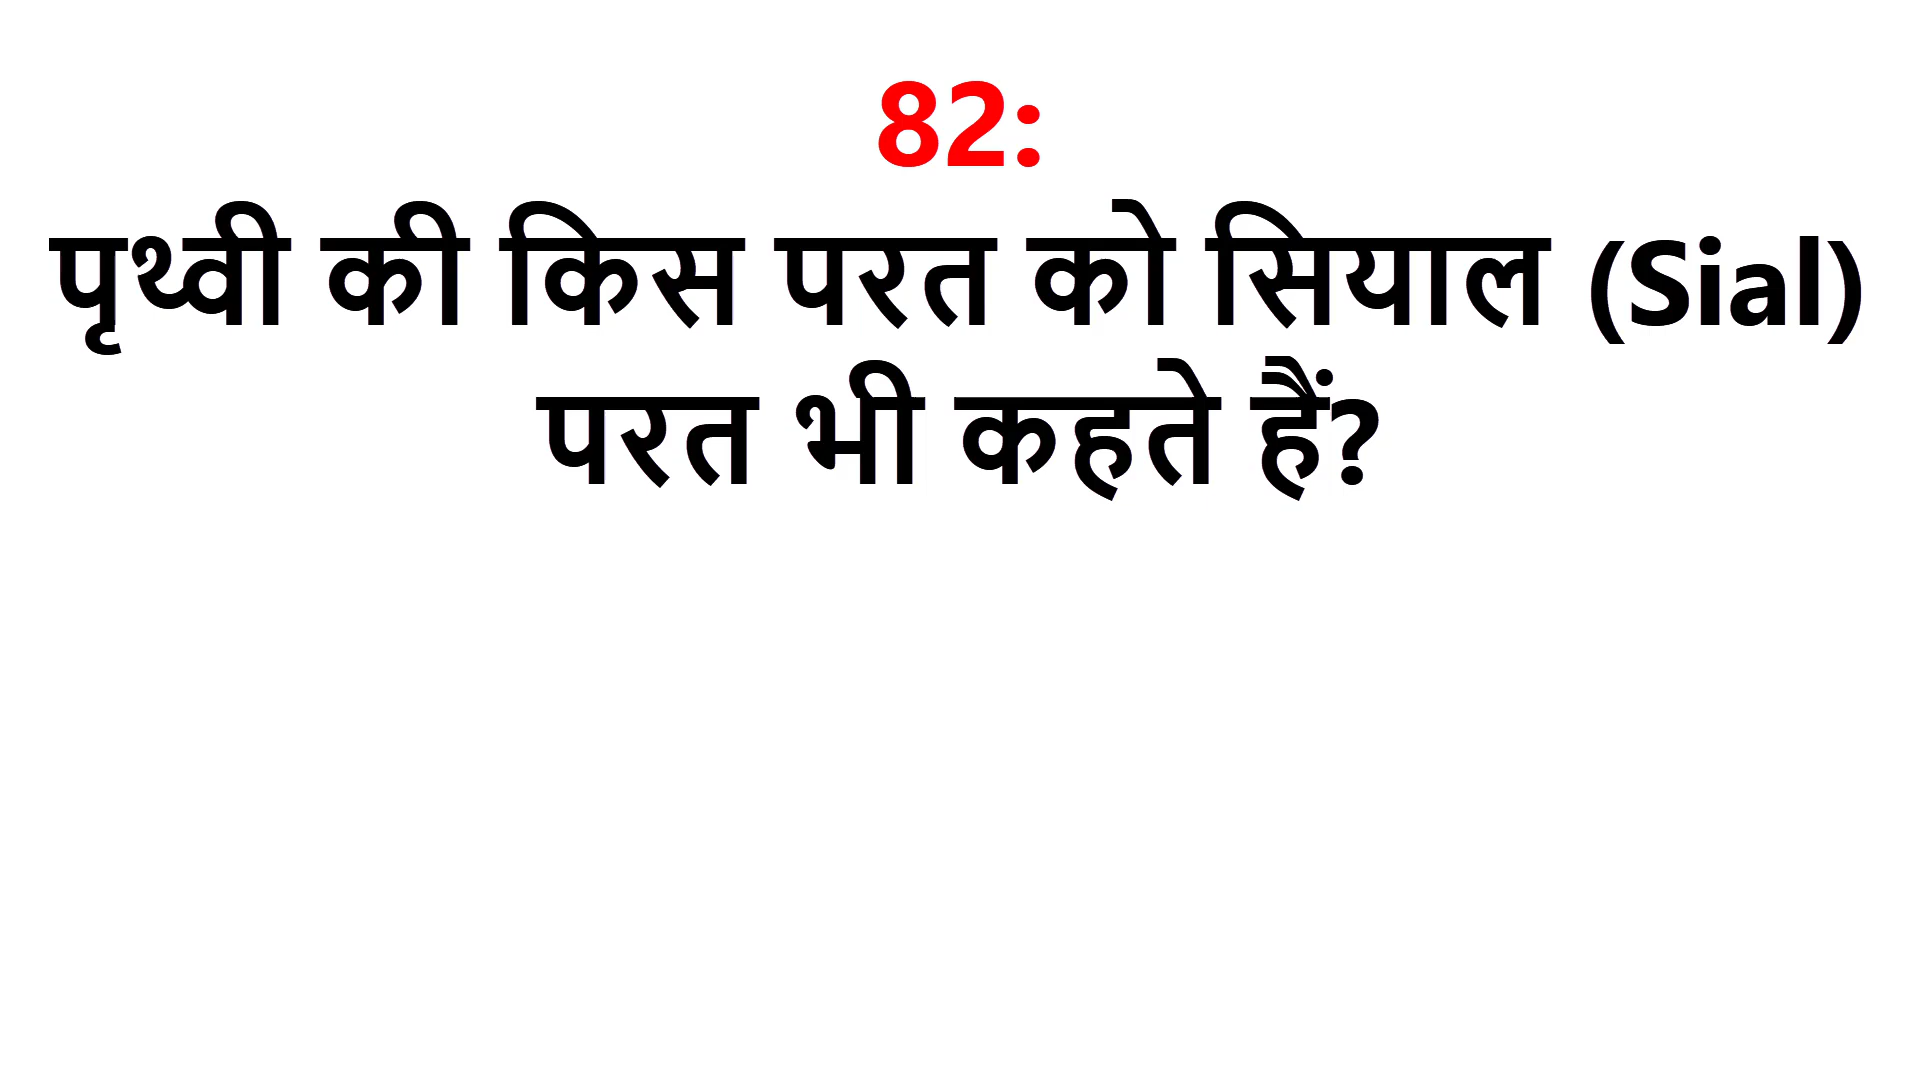 82:
पृथ्वी की किस परत को सियाल (Sial)
परत भी कहते हैं?